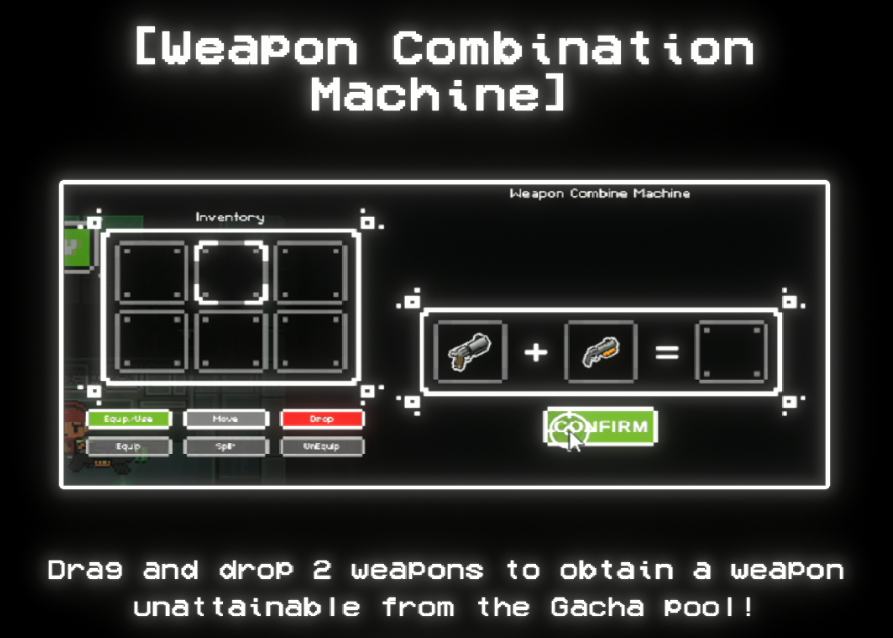 [Weapon Combination
Machine]
Weapon Combine Machine
Inventory
+ =
Equip/Use Move Drop
Equip Split UnEquip
CONFIRM
Drag and drop 2 weapons to obtain a weapon
unattainable from the Gacha pool!